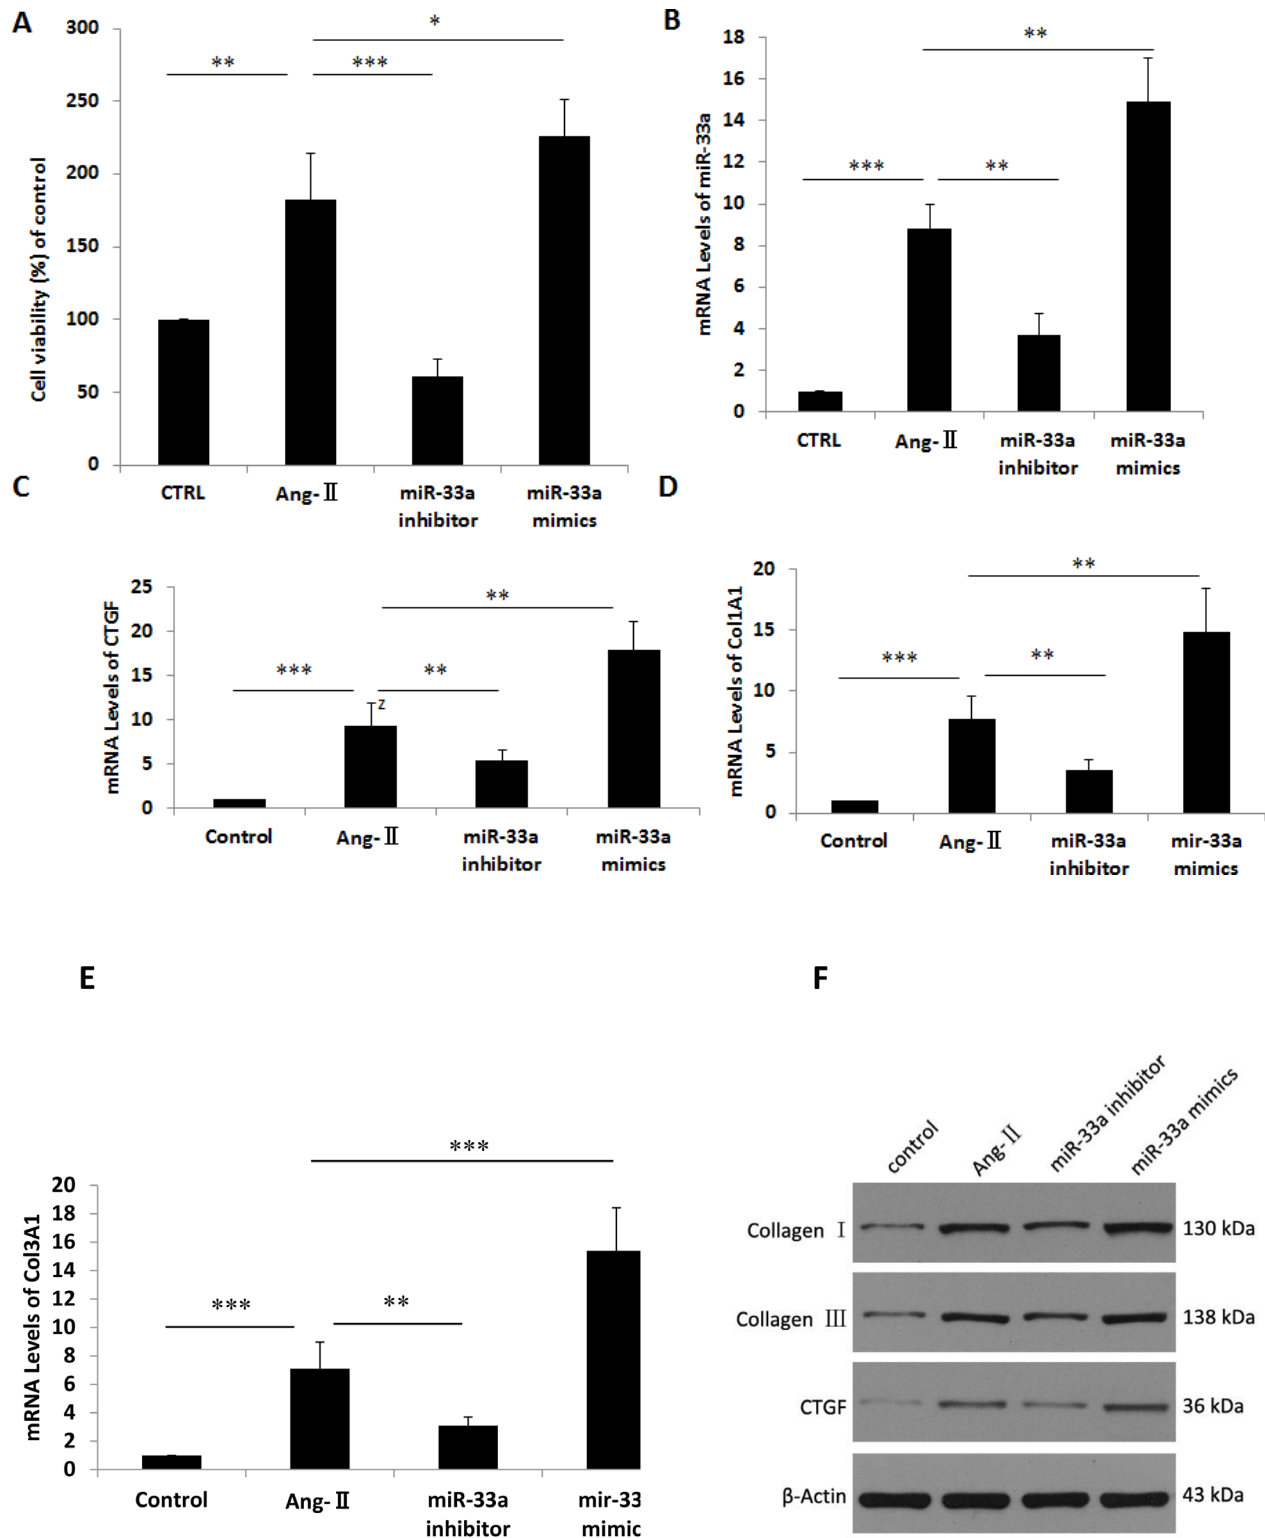 A
300
250
200
150
100
50
0
Cell viability (%) of control
**
***
*
CTRL
Ang-Ⅱ
miR-33a
inhibitor
miR-33a
mimics
B
18
16
14
12
10
8
6
4
2
0
mRNA Levels of miR-33a
***
**
**
CTRL
Ang-Ⅱ
miR-33a
inhibitor
miR-33a
mimics
C
25
20
15
10
5
0
mRNA Levels of CTGF
***
**
**
z
Control
Ang-Ⅱ
miR-33a
inhibitor
miR-33a
mimics
D
20
15
10
5
0
mRNA Levels of Col1A1
***
**
**
Control
Ang-Ⅱ
miR-33a
inhibitor
mir-33a
mimics
E
20
18
16
14
12
10
8
6
4
2
0
mRNA Levels of Col3A1
***
**
***
Control
Ang-Ⅱ
miR-33a
inhibitor
mir-33
mimic
F
control
Ang-Ⅱ
miR-33a inhibitor
miR-33a mimics
Collagen Ⅰ 130 kDa
Collagen Ⅲ 138 kDa
CTGF 36 kDa
β-Actin 43 kDa